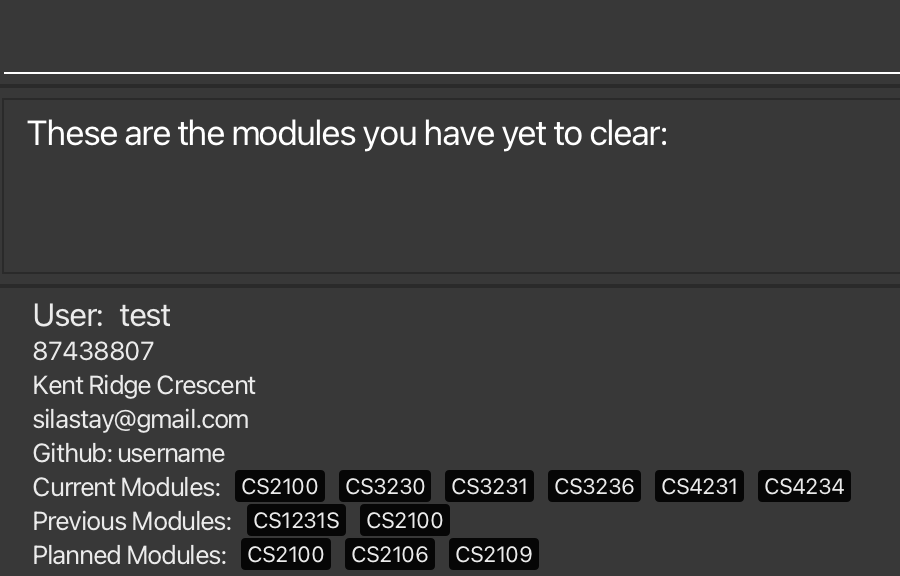 These are the modules you have yet to clear:
User: test
87438807
Kent Ridge Crescent
silastay@gmail.com
Github: username
Current Modules: CS2100 CS3230 CS3231 CS3236 CS4231 CS4234
Previous Modules: CS1231S CS2100
Planned Modules: CS2100 CS2106 CS2109